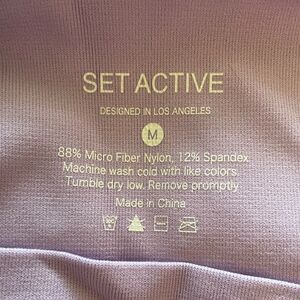 SET ACTIVE
DESIGNED IN LOS ANGELES
M
88% Micro Fiber Nylon, 12% Spandex
Machine wash cold with like colors
Tumble dry low. Remove promptly
Made in China